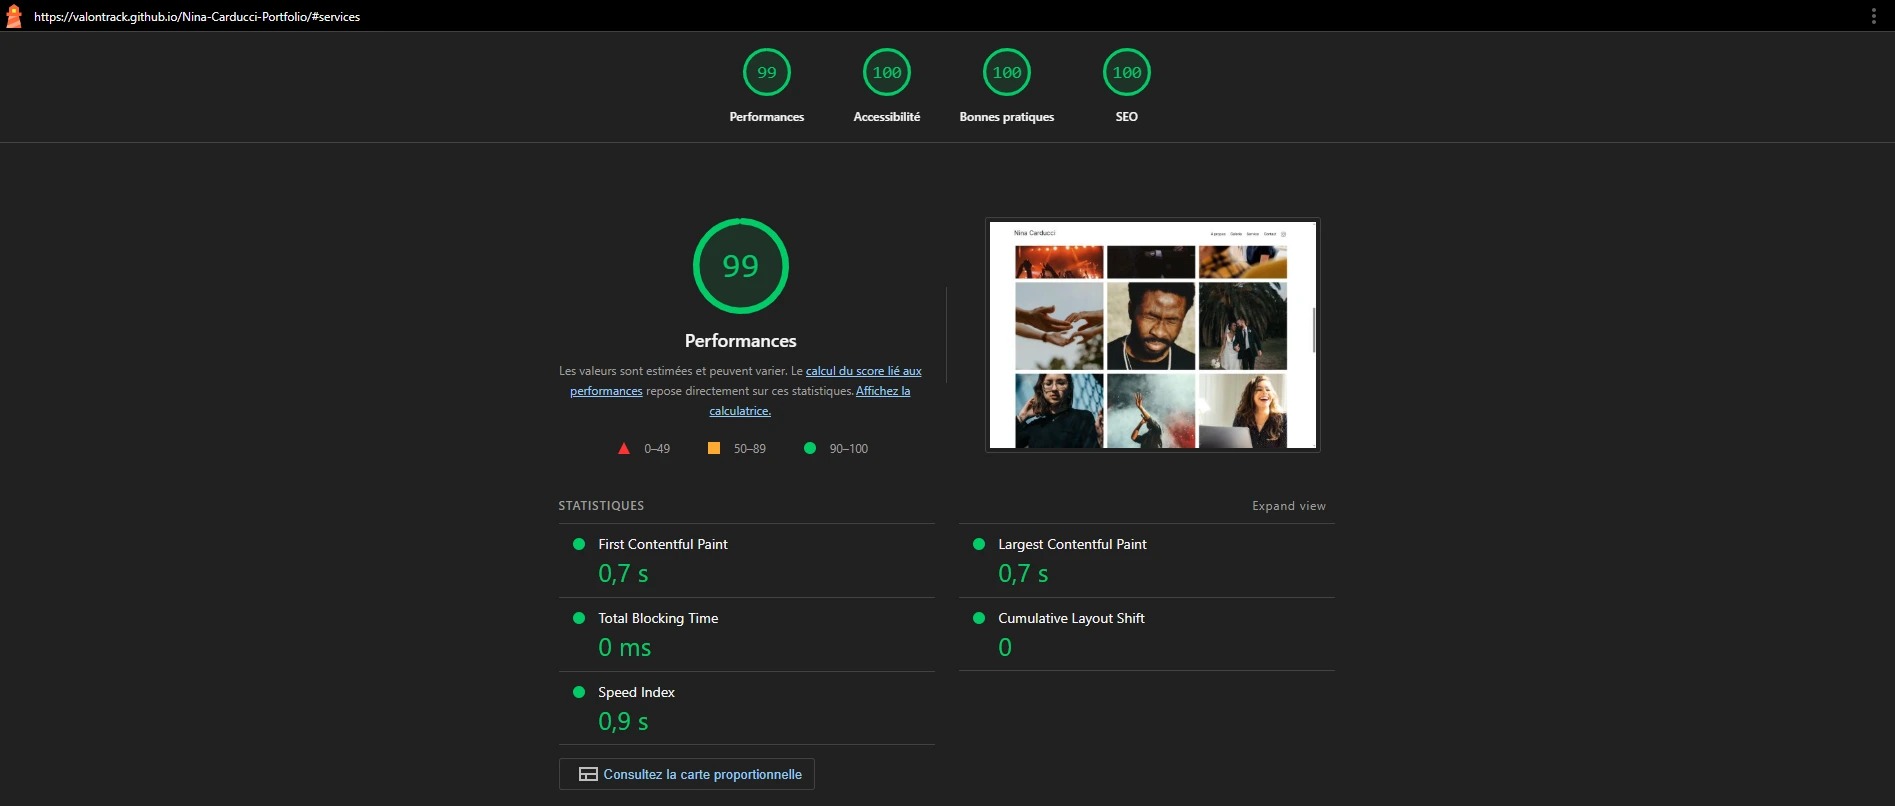 https://valontrack.github.io/Nina-Carducci-Portfolio/#services
99
100
100
100
Performances
Accessibilité
Bonnes pratiques
SEO
99
Performances
Les valeurs sont estimées et peuvent varier. Le calcul du score lié aux
performances repose directement sur ces statistiques. Affichez la
calculatrice.
0–49
50–89
90–100
Nina Carducci
À propos
Galerie
Service
Contact
STATISTIQUES
Expand view
First Contentful Paint
0,7 s
Largest Contentful Paint
0,7 s
Total Blocking Time
0 ms
Cumulative Layout Shift
0
Speed Index
0,9 s
Consultez la carte proportionnelle